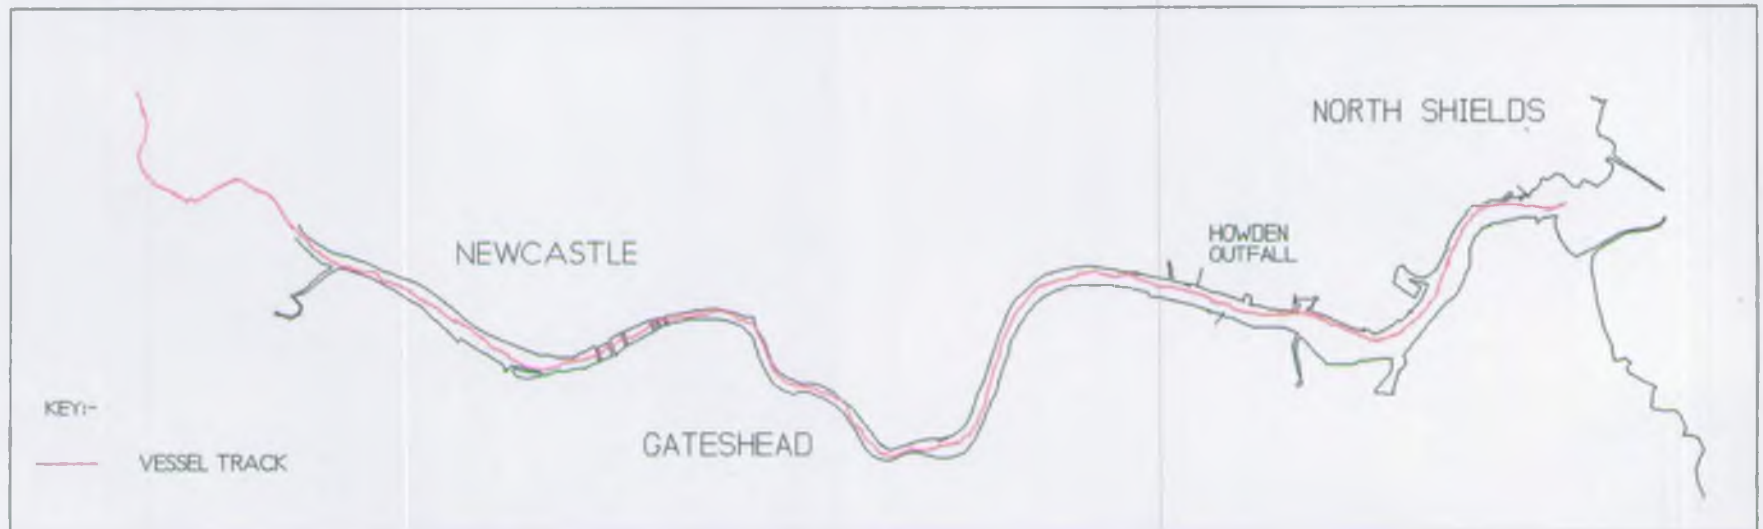 NORTH SHIELDS
NEWCASTLE
HOWDEN
OUTFALL
GATESHEAD
KEY:-
VESSEL TRACK